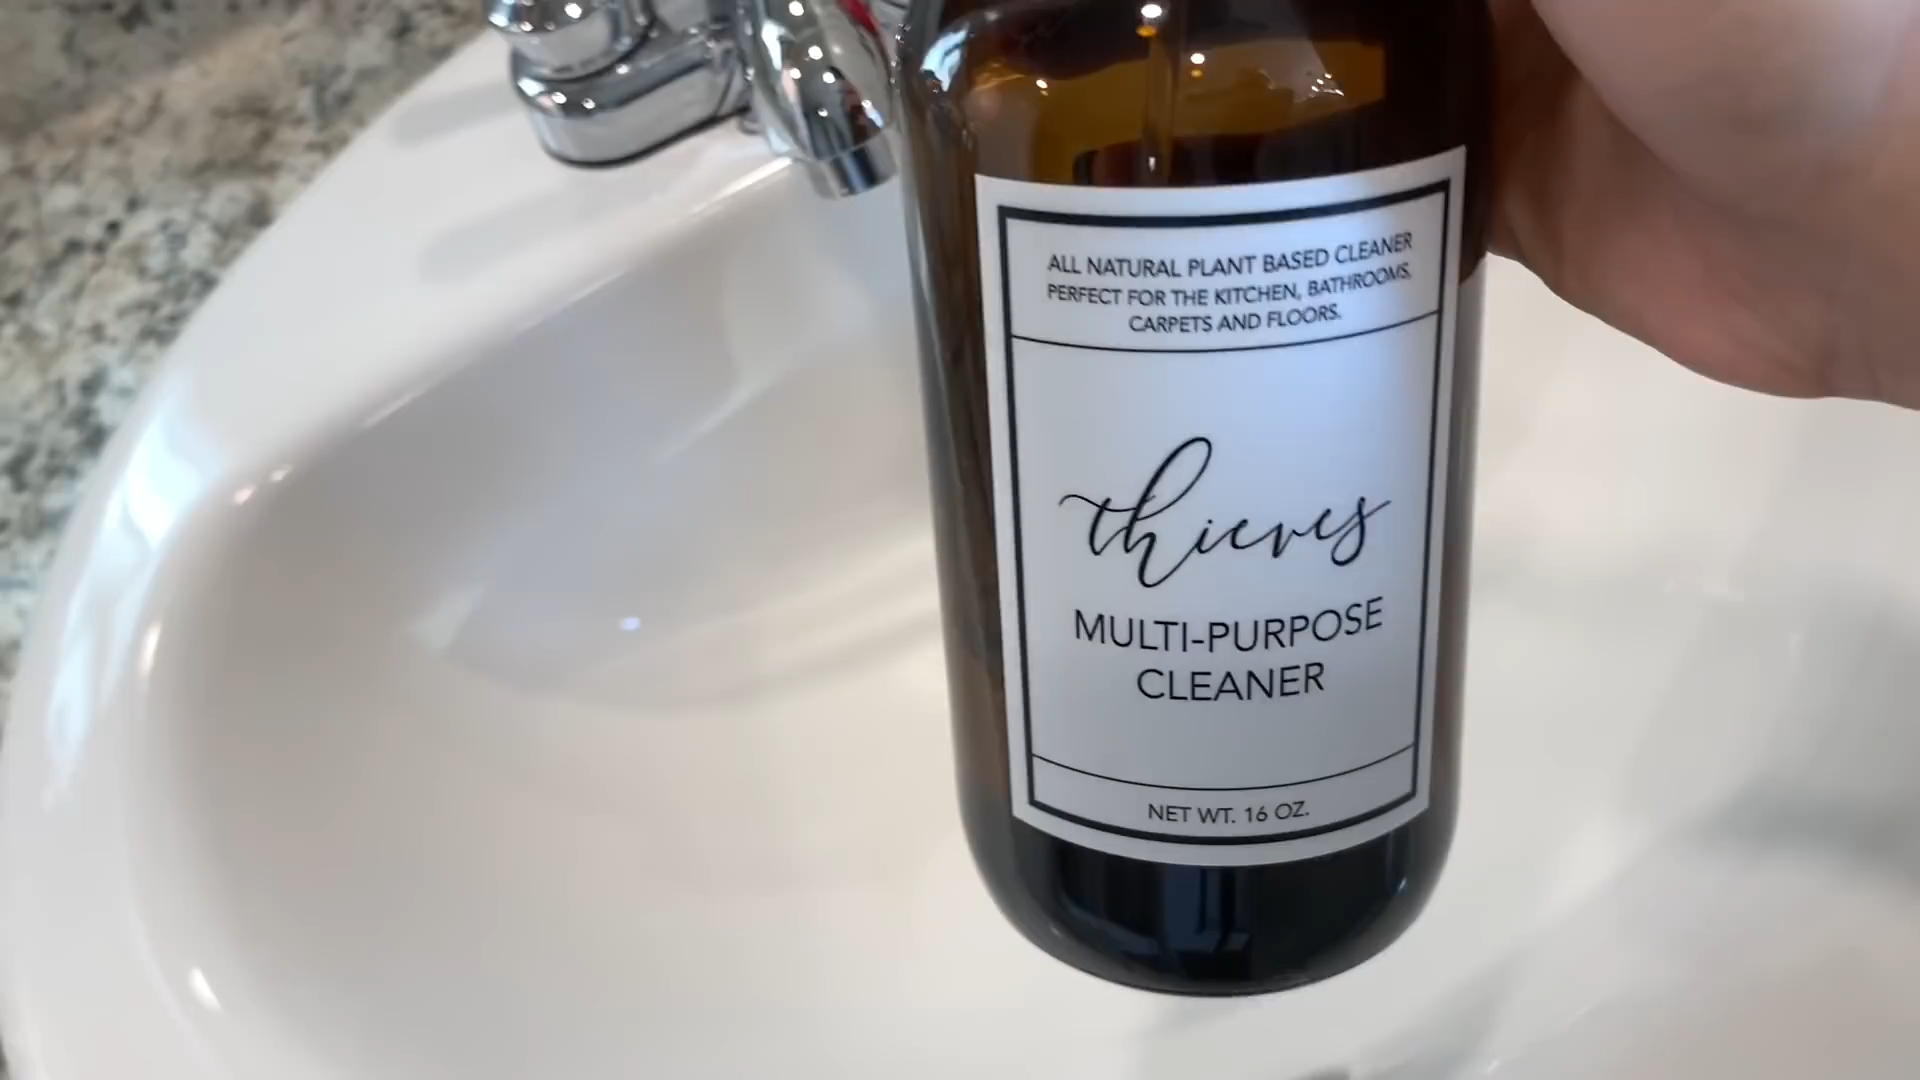 ALL NATURAL PLANT BASED CLEANER
PERFECT FOR THE KITCHEN, BATHROOMS,
CARPETS AND FLOORS.
thieves
MULTI-PURPOSE
CLEANER
NET WT. 16 OZ.